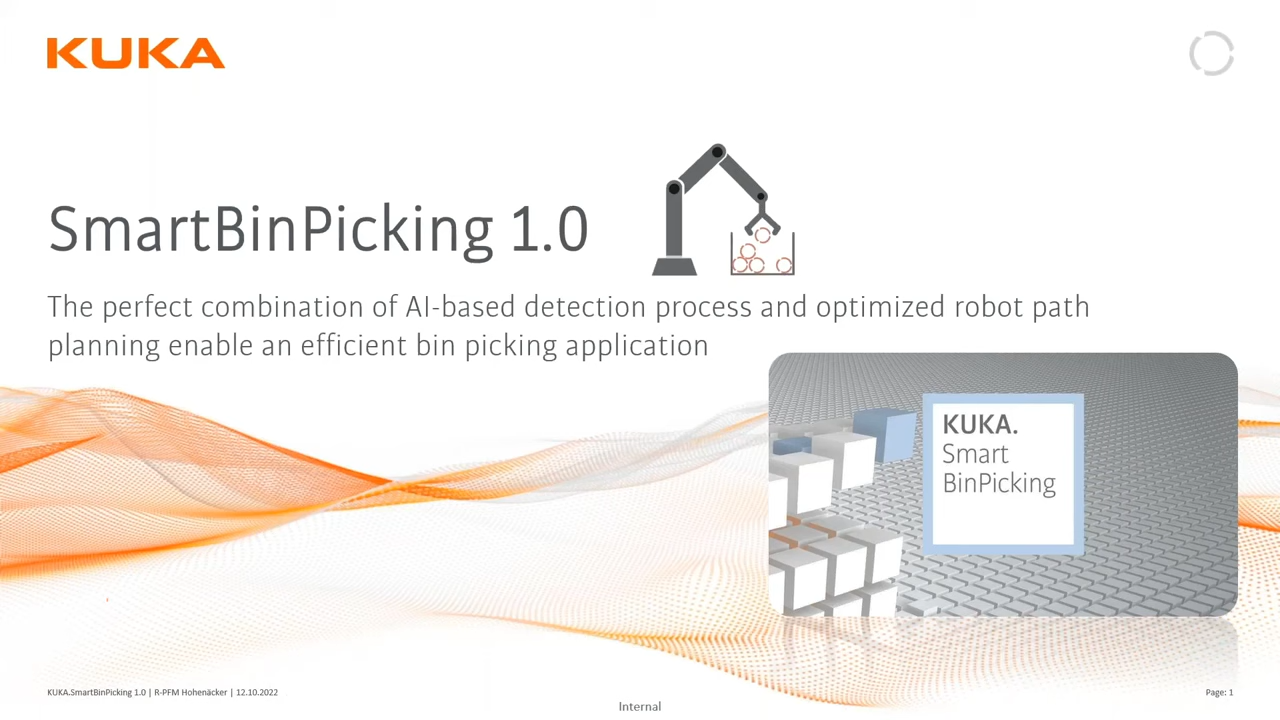 KUKA
SmartBinPicking 1.0
The perfect combination of AI-based detection process and optimized robot path
planning enable an efficient bin picking application
KUKA.
Smart
BinPicking
KUKA.SmartBinPicking 1.0 | R-PFM Hohenäcker | 12.10.2022
Page: 1
Internal